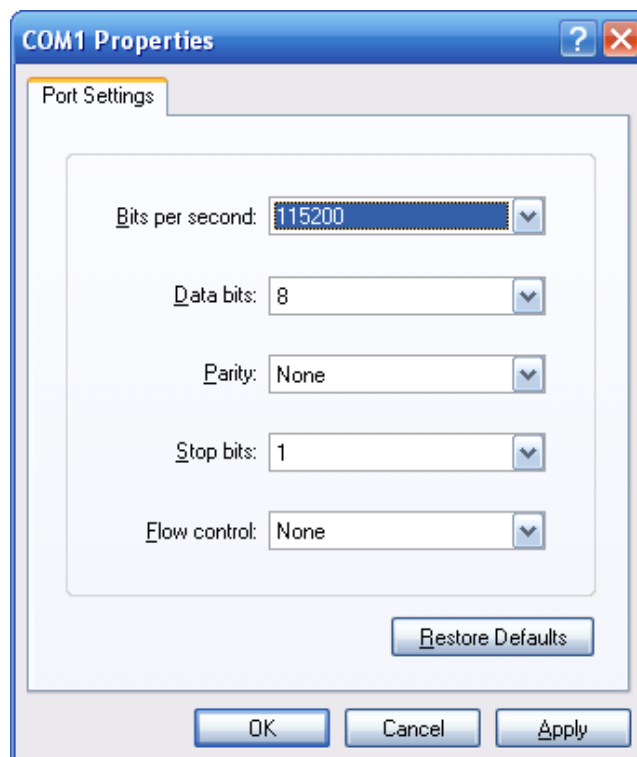 COM1 Properties
Port Settings
Bits per second: 115200
Data bits: 8
Parity: None
Stop bits: 1
Flow control: None
Restore Defaults
OK Cancel Apply